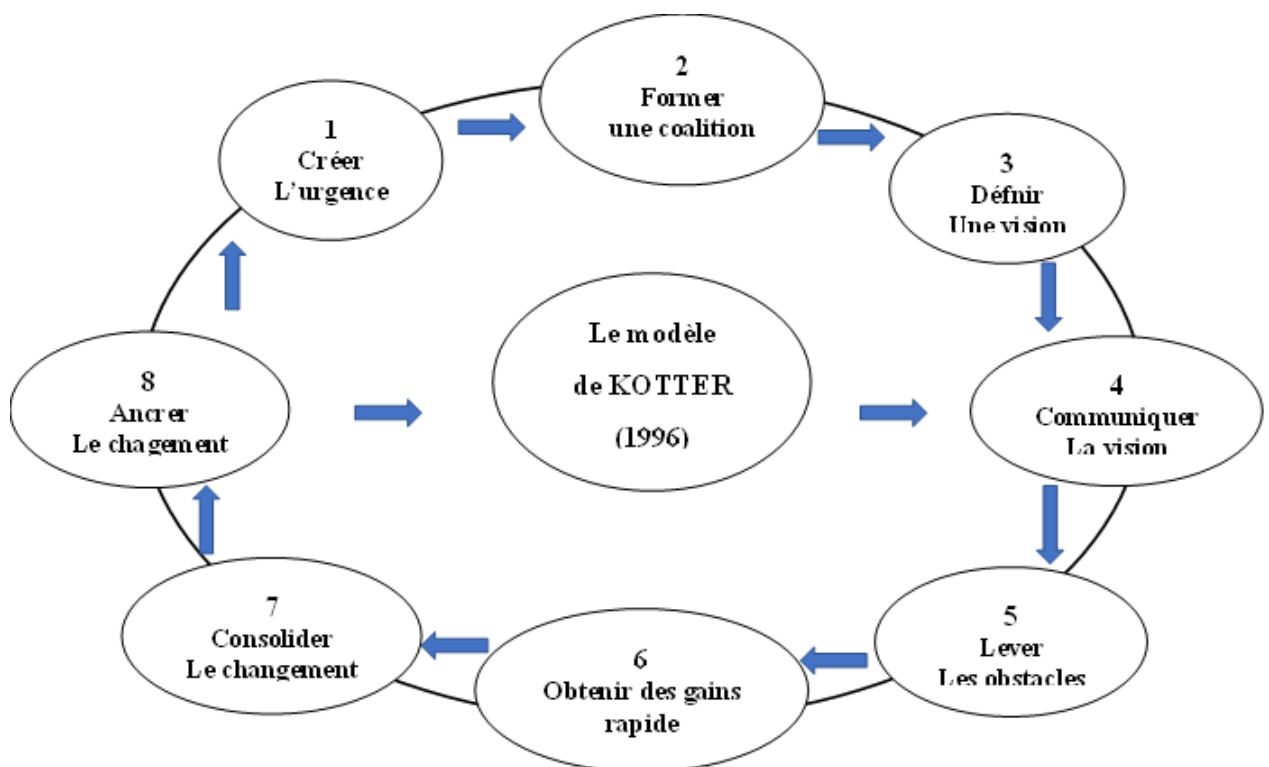 1
Créer
L'urgence
2
Former
une coalition
3
Défnir
Une vision
4
Communiquer
La vision
5
Lever
Les obstacles
6
Obtenir des gains
rapide
7
Consolider
Le changement
8
Ancrer
Le chagement
Le modèle
de KOTTER
(1996)